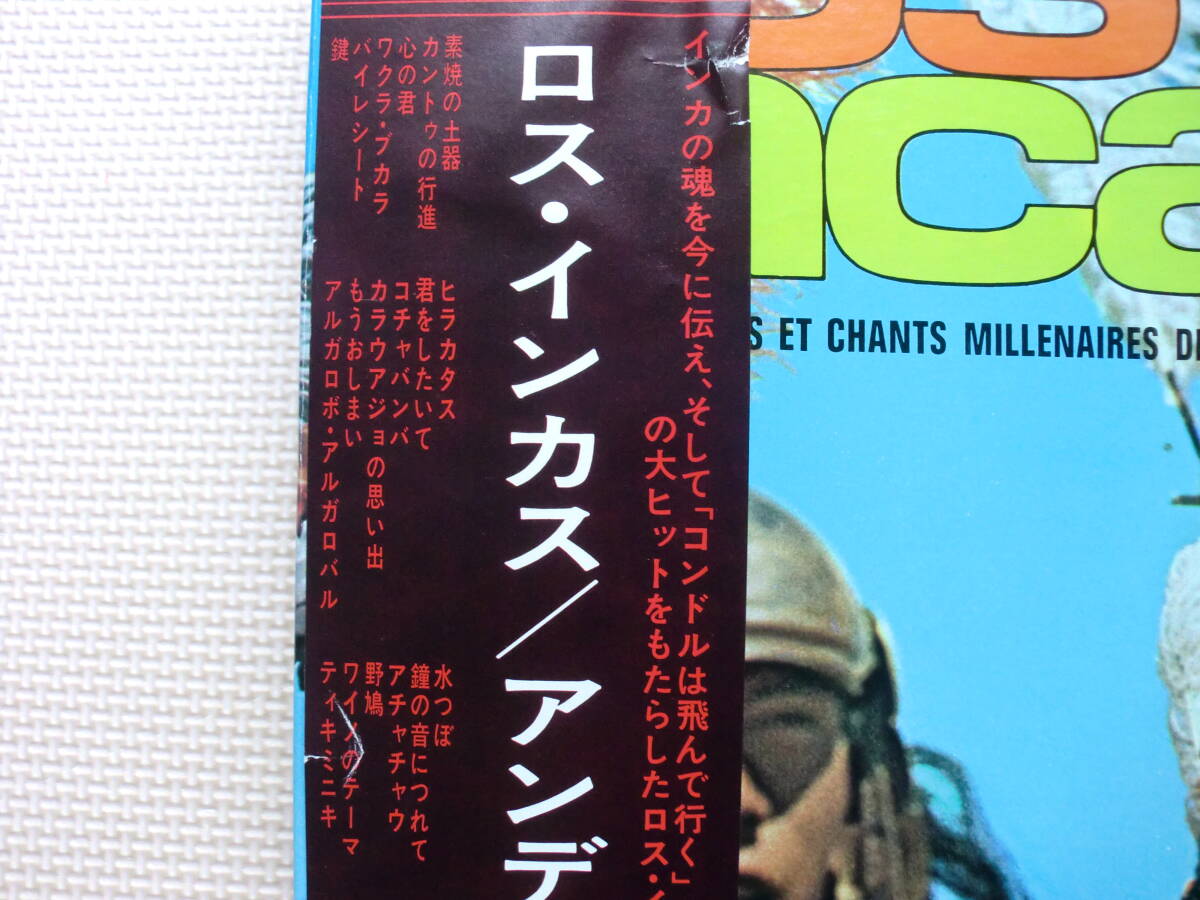 インカの魂を今に伝え、そして「コンドルは飛んで行く」
の大ヒットをもたらしたロス・イ
ロス・インカス/アンデ
素焼の土器
カントゥの行進
心の君
ワクラ・プカラ
バイレシート
鍵
ヒラカタス
君をしたいて
コチャバンバ
カラウアジョの思い出
もうおしまい
アルガロボ・アルガロバル
水つぼ
鐘の音につれて
アチャチャウ
野鳩
ワイノのテーマ
ティキミニキ
os
nca
S ET CHANTS MILLENAIRES DE